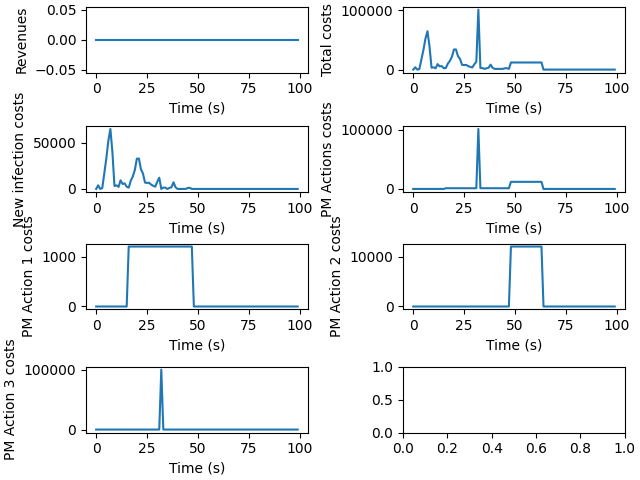 Revenues
0.05
0.00
−0.05
0 25 50 75 100
Time (s)
Total costs
100000
0
0 25 50 75 100
Time (s)
New infection costs
50000
0
0 25 50 75 100
Time (s)
PM Actions costs
100000
0
0 25 50 75 100
Time (s)
PM Action 1 costs
1000
0
0 25 50 75 100
Time (s)
PM Action 2 costs
10000
0
0 25 50 75 100
Time (s)
PM Action 3 costs
100000
0
0 25 50 75 100
Time (s)
1.0
0.5
0.0
0.0 0.2 0.4 0.6 0.8 1.0